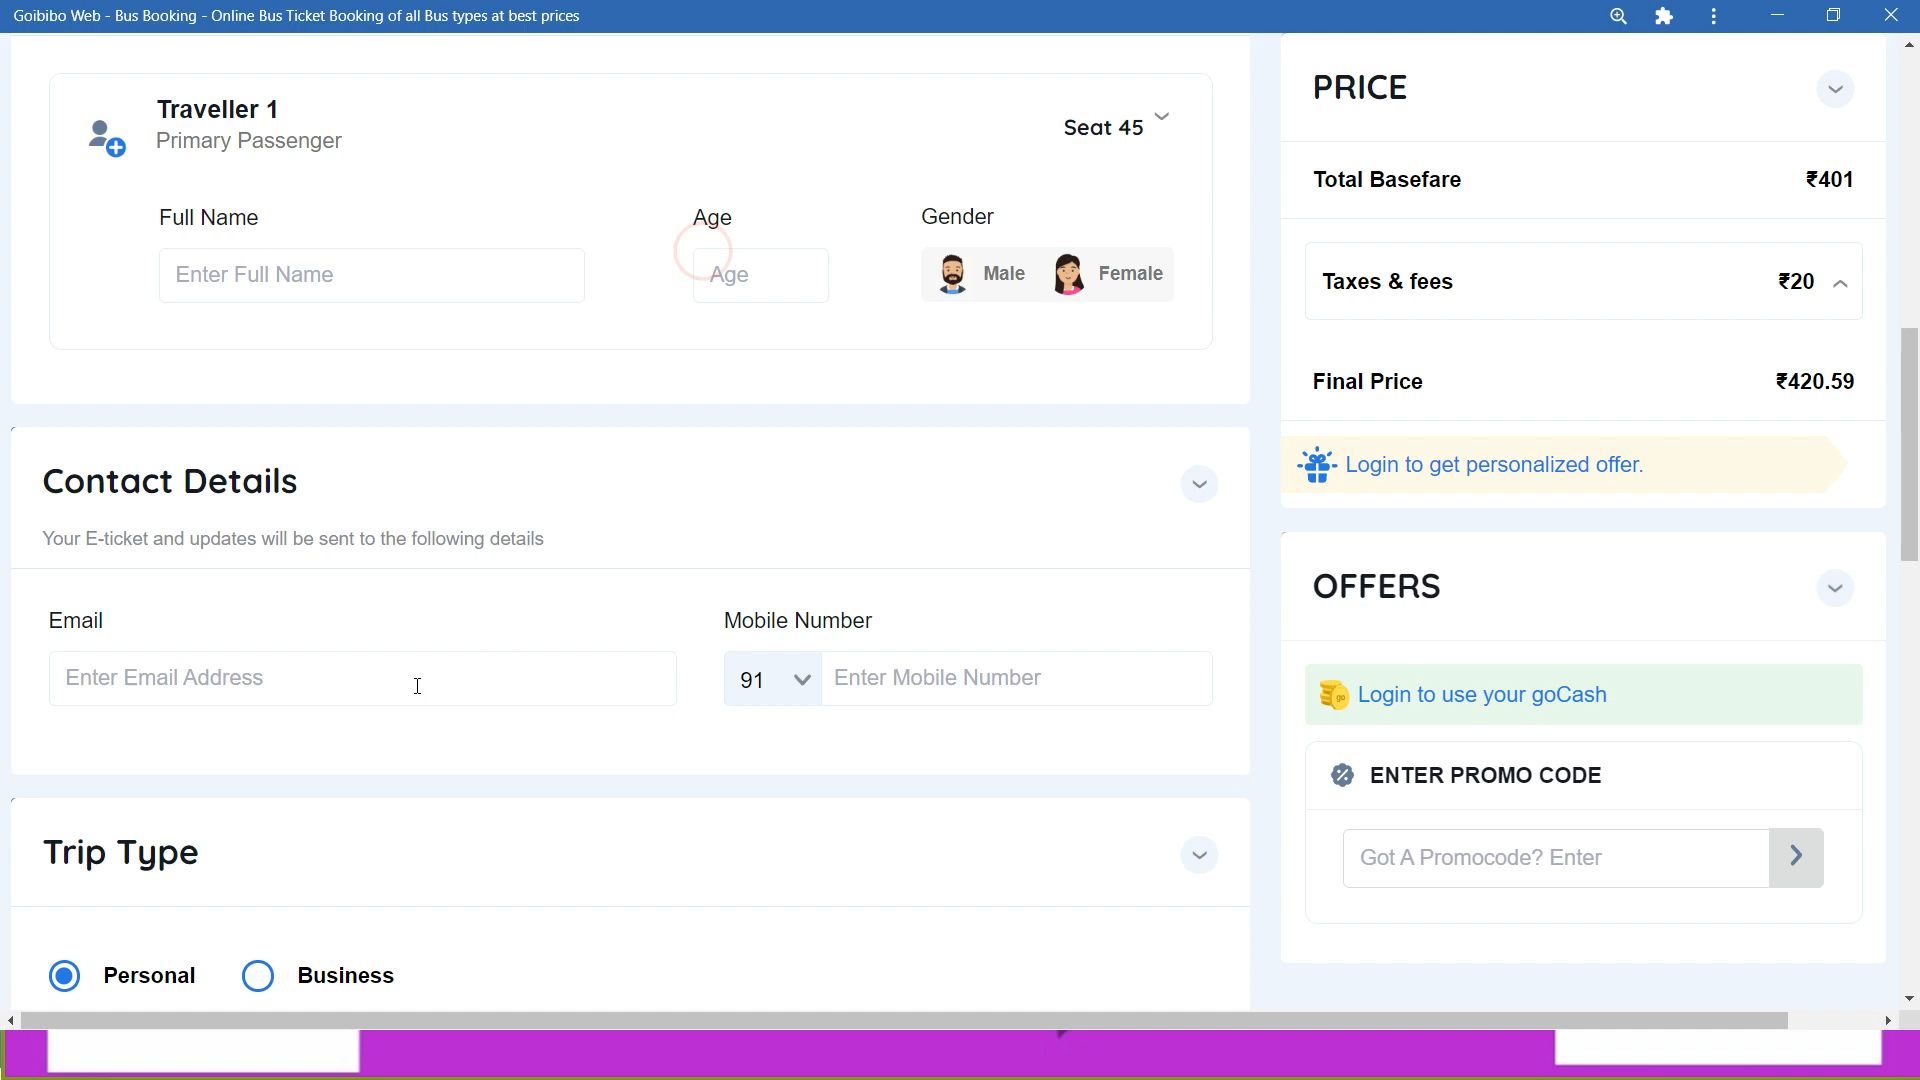 Goibibo Web - Bus Booking - Online Bus Ticket Booking of all Bus types at best prices
Traveller 1
Primary Passenger
Seat 45
Full Name
Age
Gender
Enter Full Name
Age
Male
Female
Contact Details
Your E-ticket and updates will be sent to the following details
Email
Mobile Number
Enter Email Address
91
Enter Mobile Number
Trip Type
Personal
Business
PRICE
Total Basefare ₹401
Taxes & fees ₹20
Final Price ₹420.59
Login to get personalized offer.
OFFERS
go
Login to use your goCash
ENTER PROMO CODE
Got A Promocode? Enter